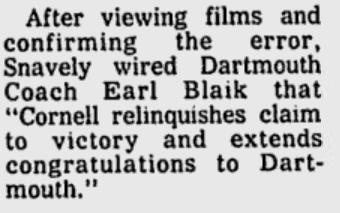 After viewing films and
confirming the error,
Snavely wired Dartmouth
Coach Earl Blaik that
"Cornell relinquishes claim
to victory and extends
congratulations to Dart-
mouth."